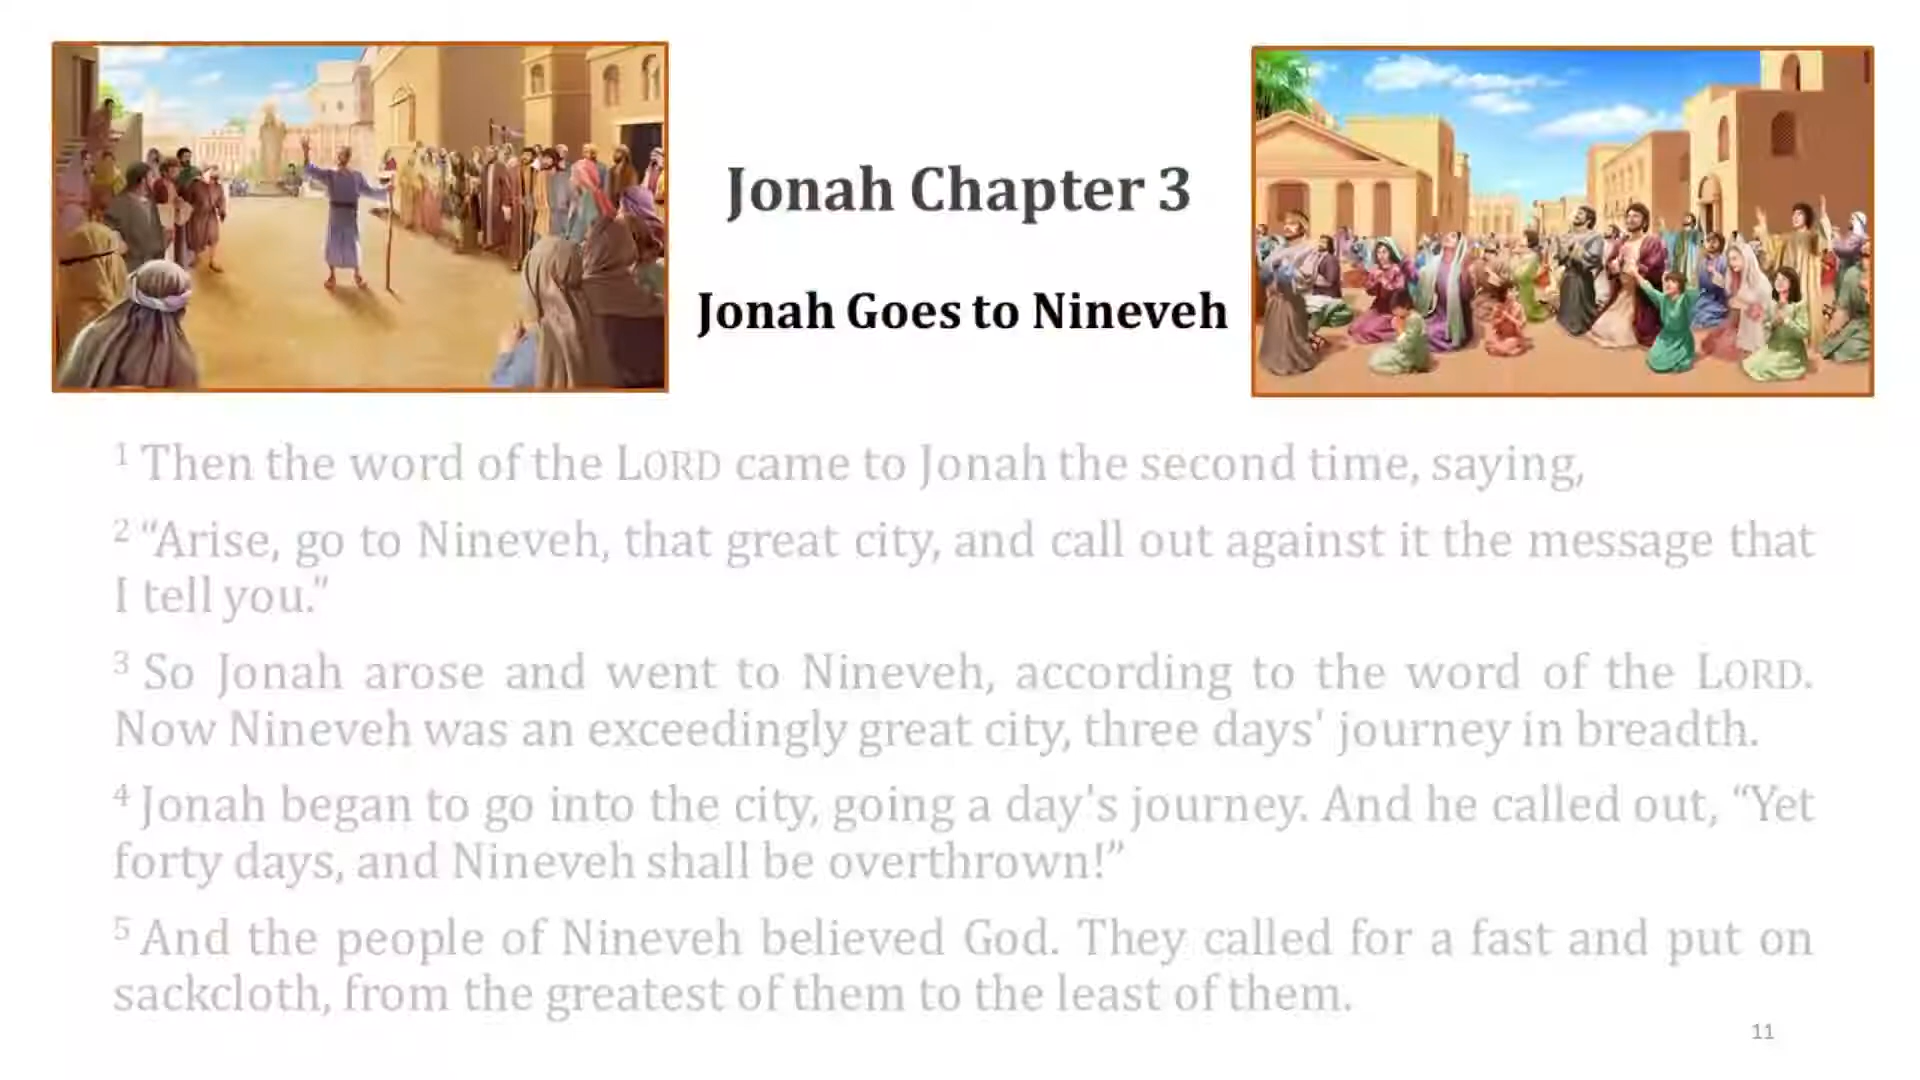 Jonah Chapter 3
Jonah Goes to Nineveh
1 Then the word of the LORD came to Jonah the second time, saying,
2 “Arise, go to Nineveh, that great city, and call out against it the message that
I tell you.”
3 So Jonah arose and went to Nineveh, according to the word of the LORD.
Now Nineveh was an exceedingly great city, three days' journey in breadth.
4 Jonah began to go into the city, going a day's journey. And he called out, “Yet
forty days, and Nineveh shall be overthrown!”
5 And the people of Nineveh believed God. They called for a fast and put on
sackcloth, from the greatest of them to the least of them.
11